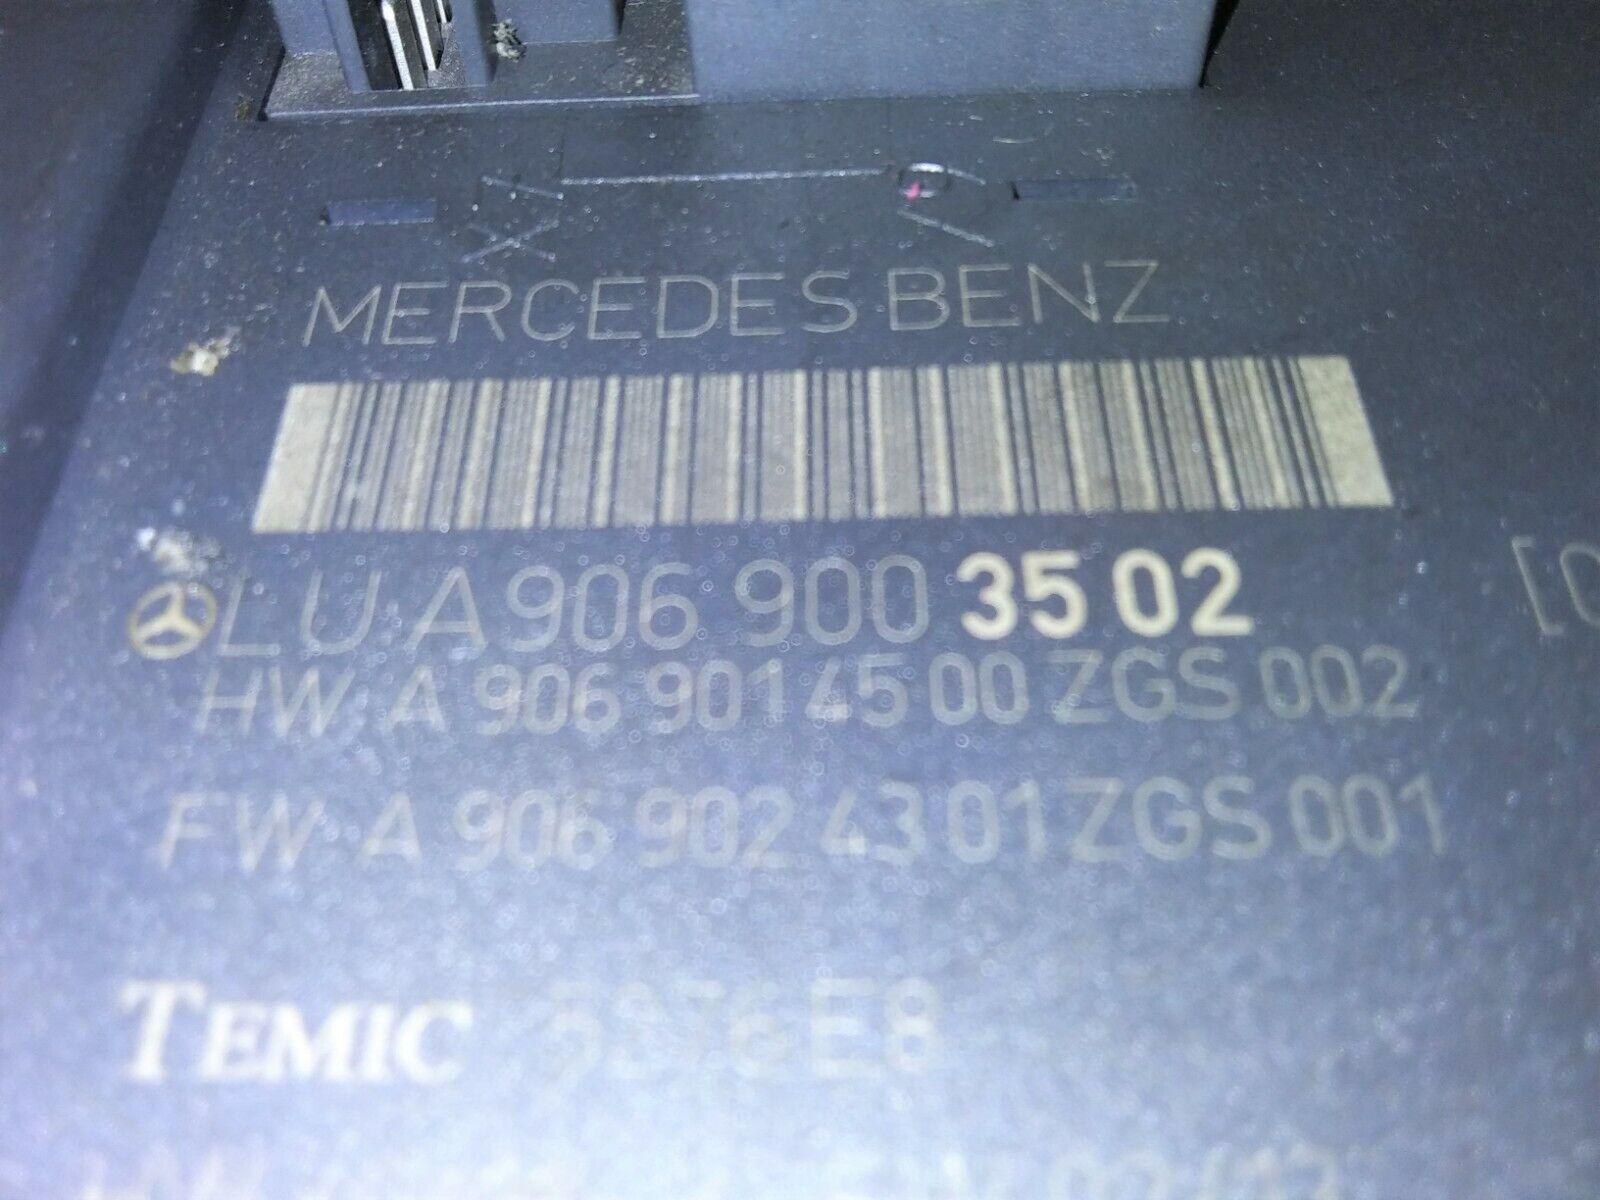 MERCEDES BENZ
LU A 906 900 35 02
HW A 906 901 45 00 ZGS 002
FW A 906 902 43 01 ZGS 001
TEMIC